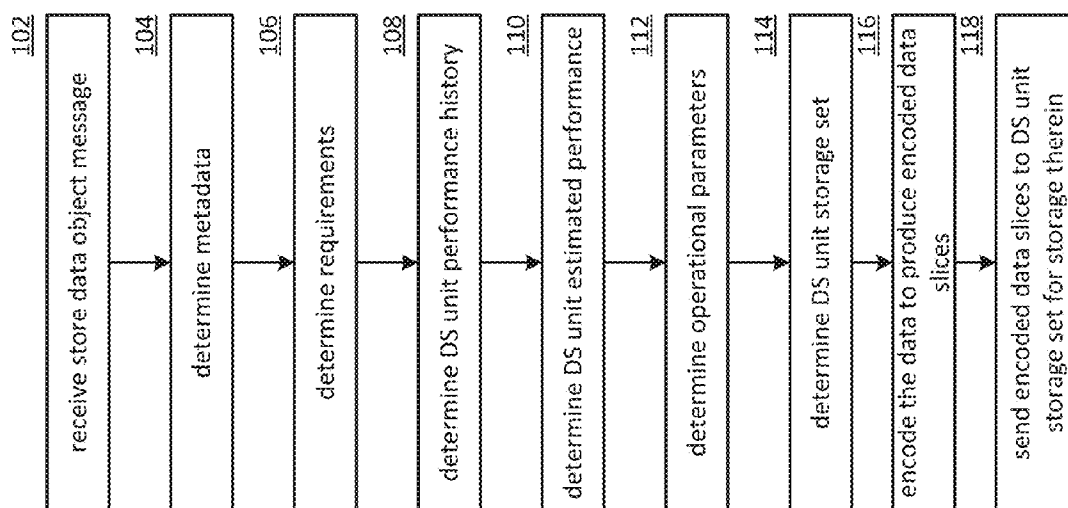 102
receive store data object message
104
determine metadata
106
determine requirements
108
determine DS unit performance history
110
determine DS unit estimated performance
112
determine operational parameters
114
determine DS unit storage set
116
encode the data to produce encoded data
slices
118
send encoded data slices to DS unit
storage set for storage therein